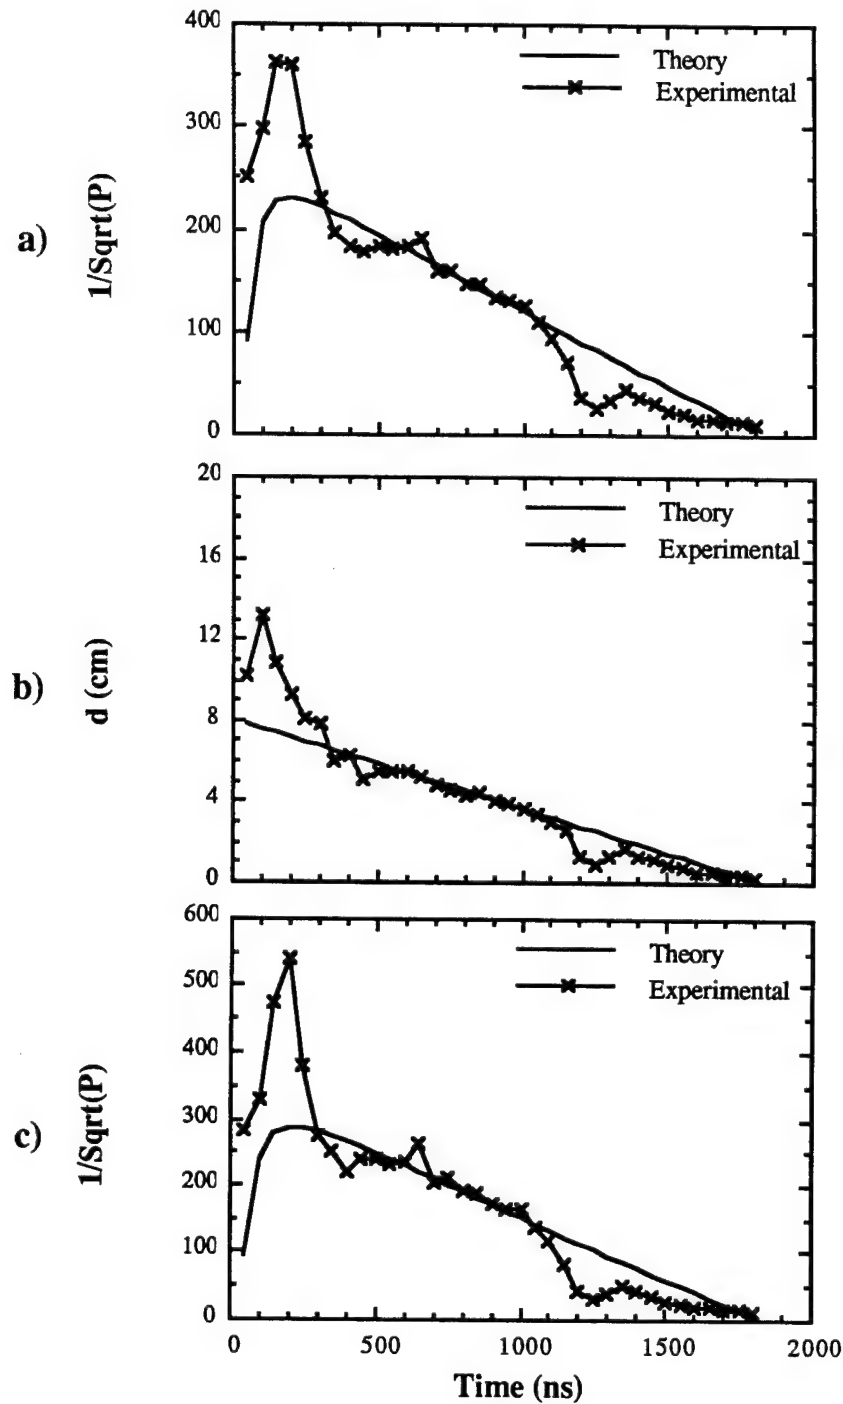 400
Theory
Experimental
300
a)
1/Sqrt(P)
200
100
0
20
Theory
16
Experimental
12
b)
d (cm)
8
4
0
600
Theory
500
Experimental
400
c)
1/Sqrt(P)
300
200
100
0
0 500 1000 1500 2000
Time (ns)